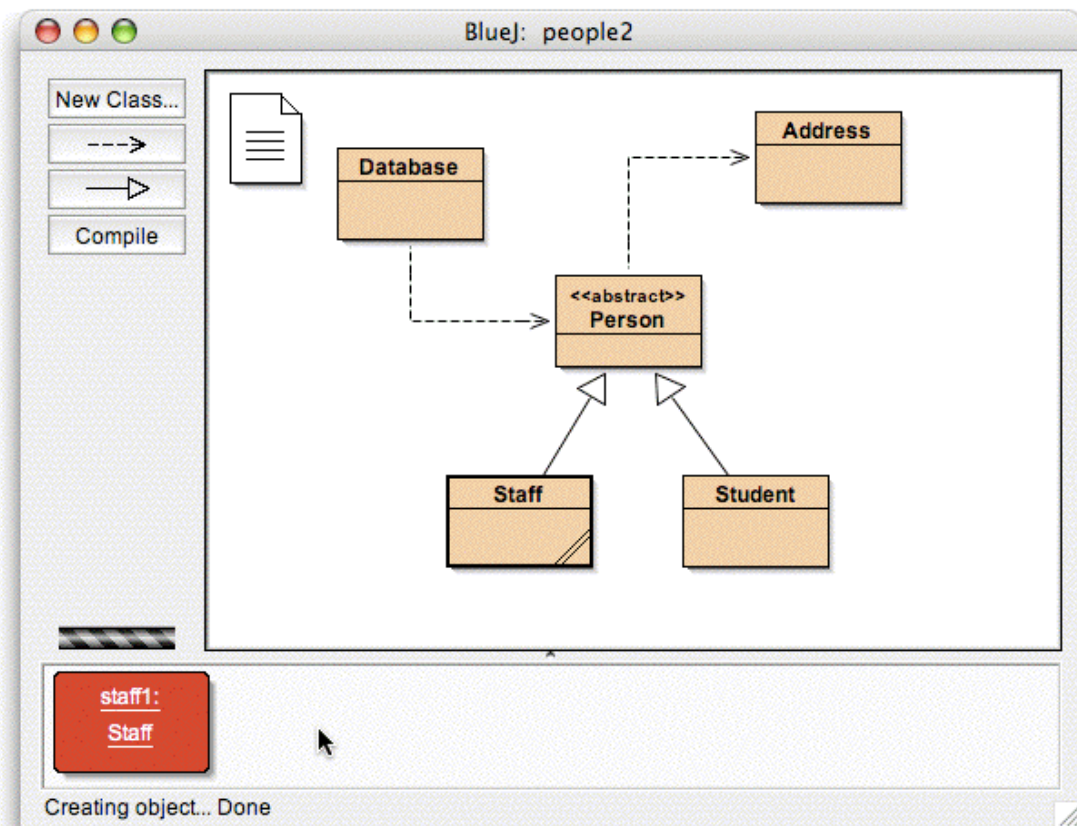 BlueJ: people2
New Class...
Compile
Database
Address
<<abstract>>
Person
Staff
Student
staff1:
Staff
Creating object... Done